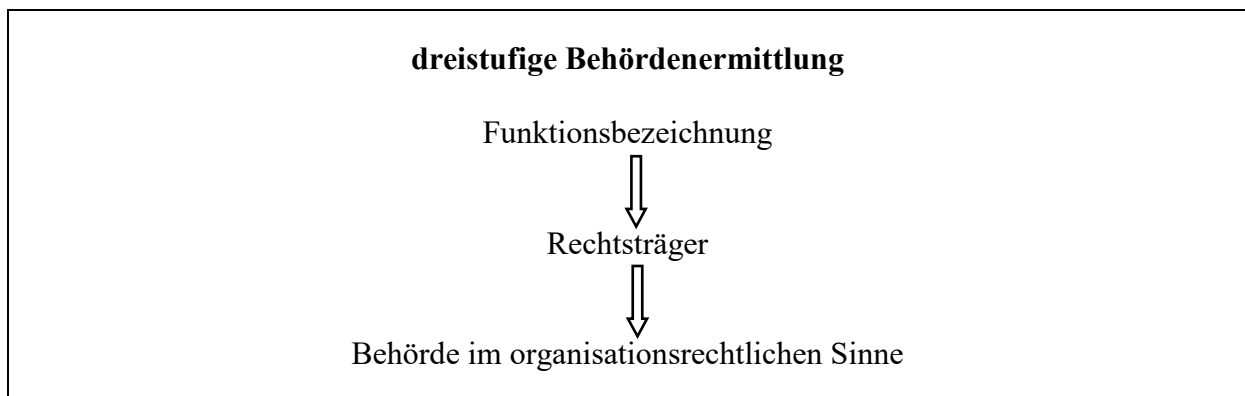 dreistufige Behördenermittlung
Funktionsbezeichnung
Rechtsträger
Behörde im organisationsrechtlichen Sinne